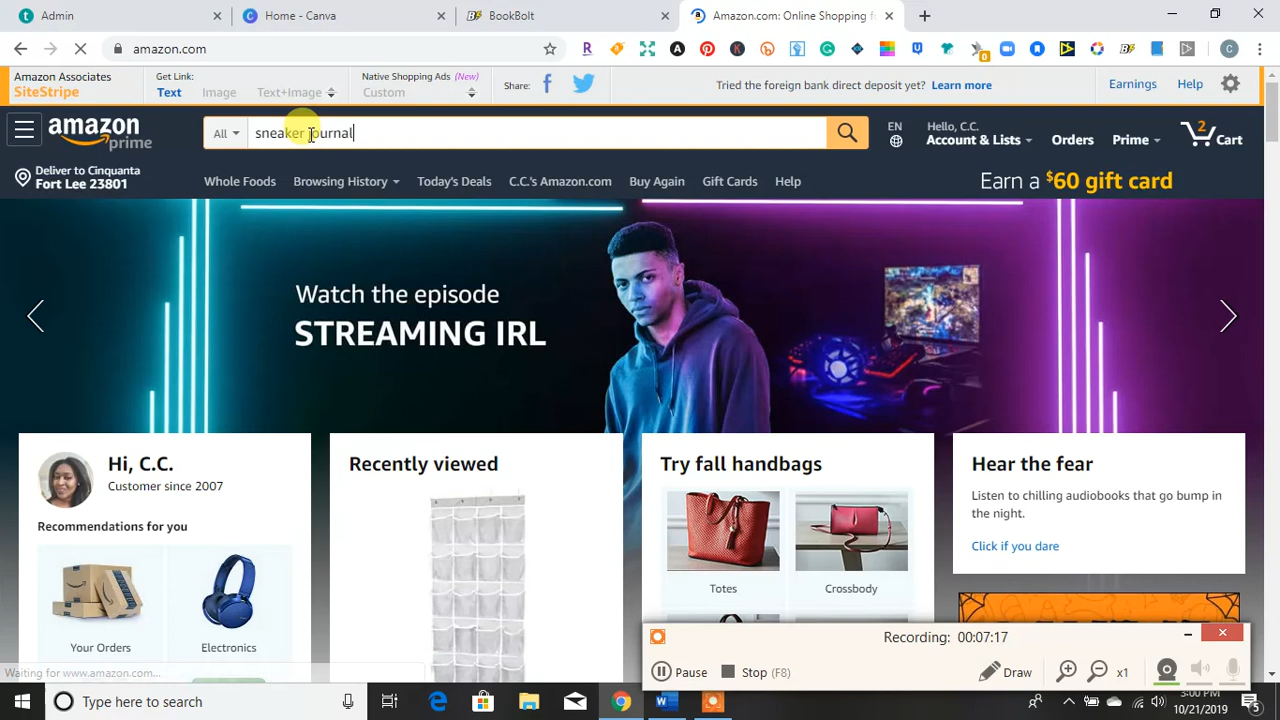 Admin
Home - Canva
BookBolt
Amazon.com: Online Shopping f
amazon.com
Amazon Associates
SiteStripe
Get Link:
Text
Image
Text+Image
Native Shopping Ads (New)
Custom
Share:
Tried the foreign bank direct deposit yet? Learn more
Earnings
Help
amazon
prime
All
sneaker journal
EN
Hello, C.C.
Account & Lists
Orders
Prime
2
Cart
Deliver to Cinquanta
Fort Lee 23801
Whole Foods
Browsing History
Today's Deals
C.C.'s Amazon.com
Buy Again
Gift Cards
Help
Earn a $60 gift card
Watch the episode
STREAMING IRL
Hi, C.C.
Customer since 2007
Recommendations for you
Your Orders
Electronics
Recently viewed
Try fall handbags
Totes
Crossbody
Hear the fear
Listen to chilling audiobooks that go bump in
the night.
Click if you dare
Recording: 00:07:17
Pause
Stop (F8)
Draw
x1
Waiting for www.amazon.com...
Type here to search
3:00 PM
10/21/2019
5